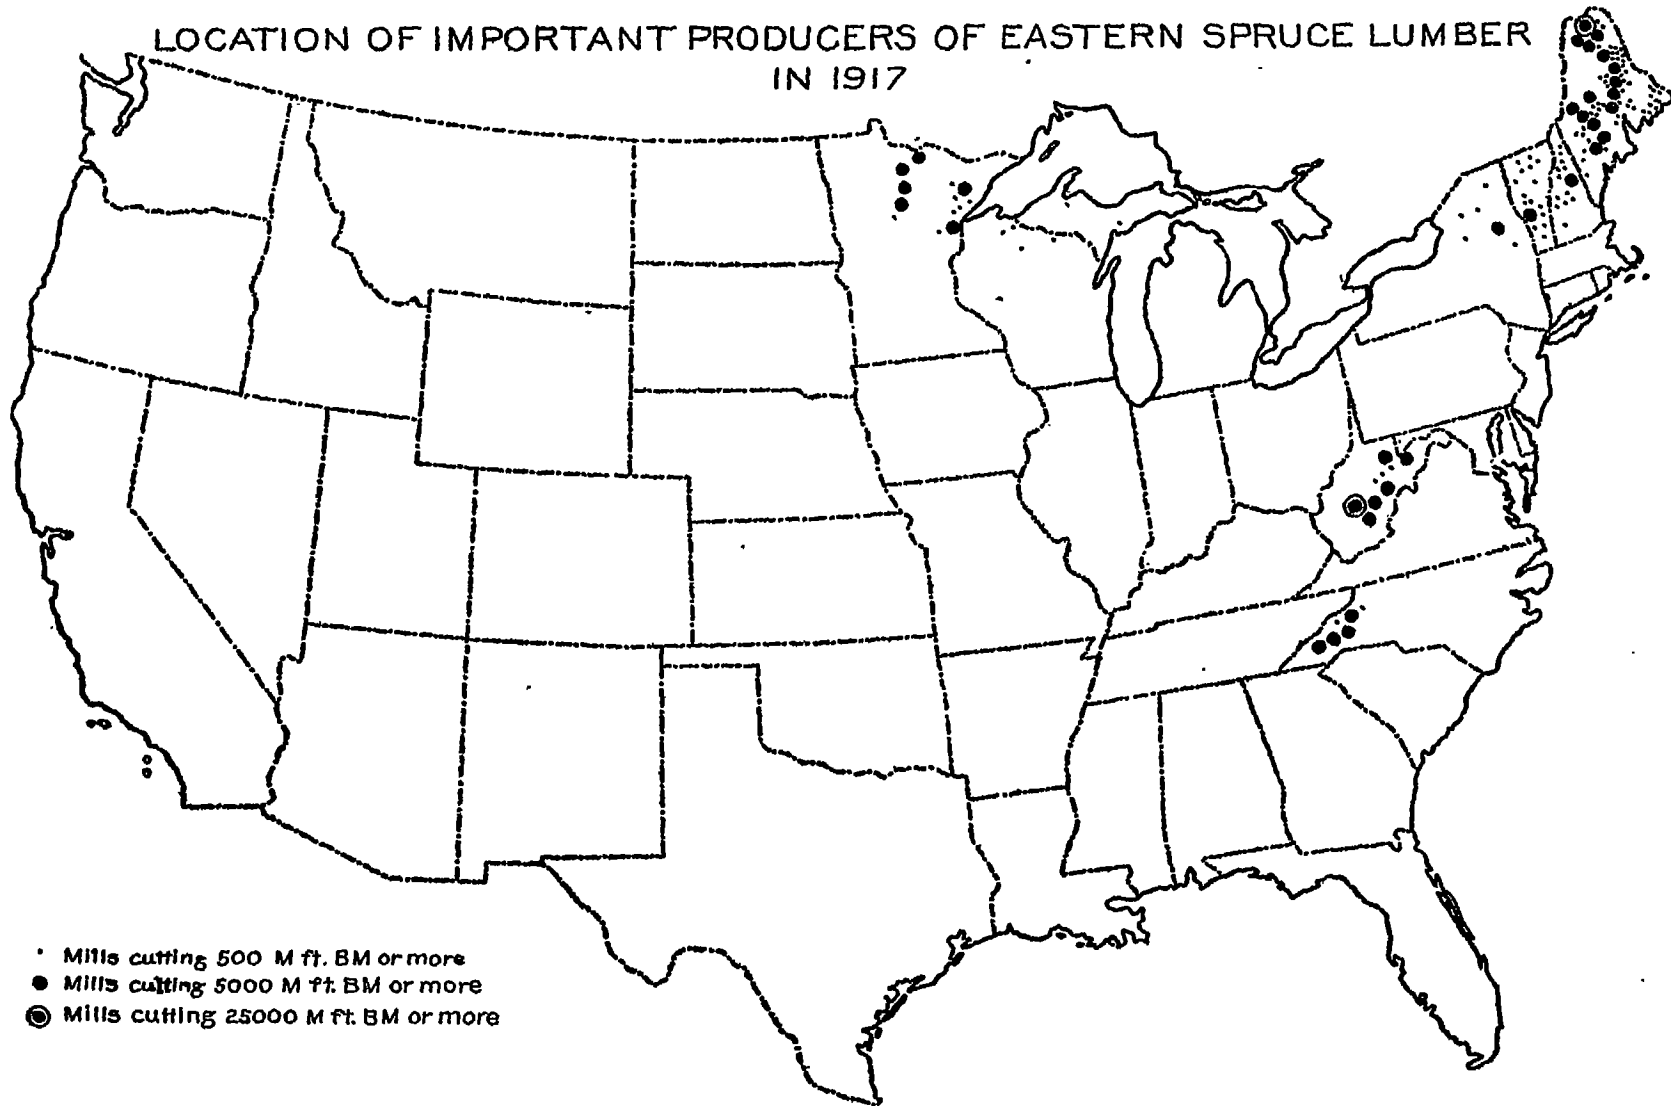 LOCATION OF IMPORTANT PRODUCERS OF EASTERN SPRUCE LUMBER
IN 1917
Mills cutting 500 M ft. BM or more
Mills cutting 5000 M ft. BM or more
Mills cutting 25000 M ft. BM or more